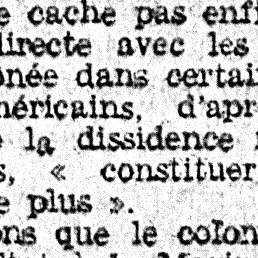 e cache pas enfi
directe avec les
onée dans certai
néricains, d'apr
la dissidence
s, « constituer
e plus ».
ons que le colon